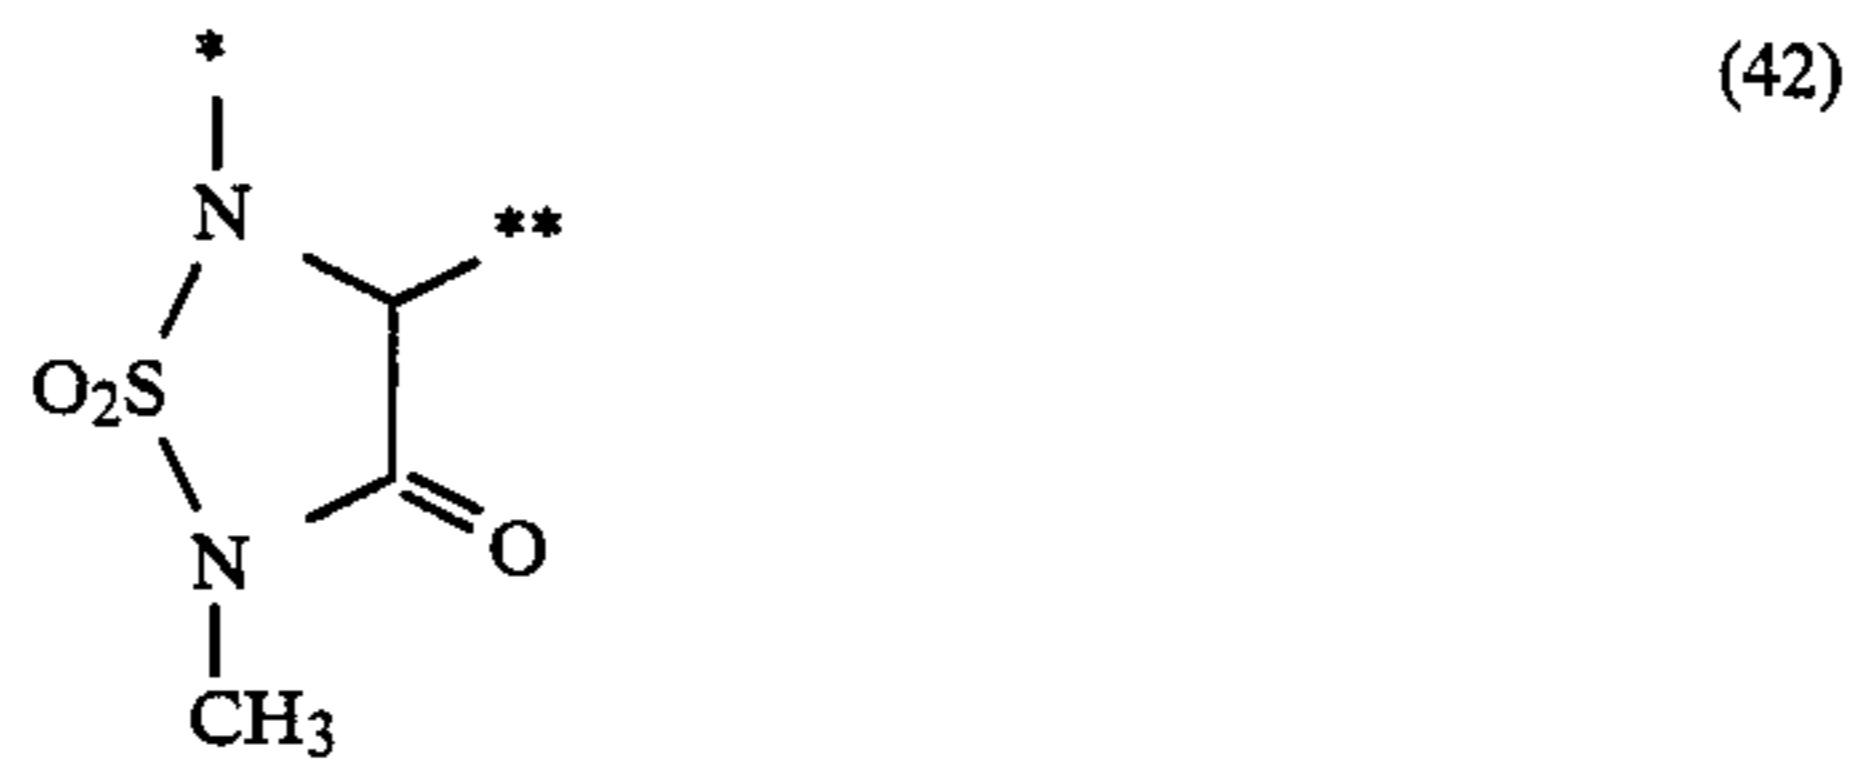 * (42)
N **
O₂S
N O
CH₃